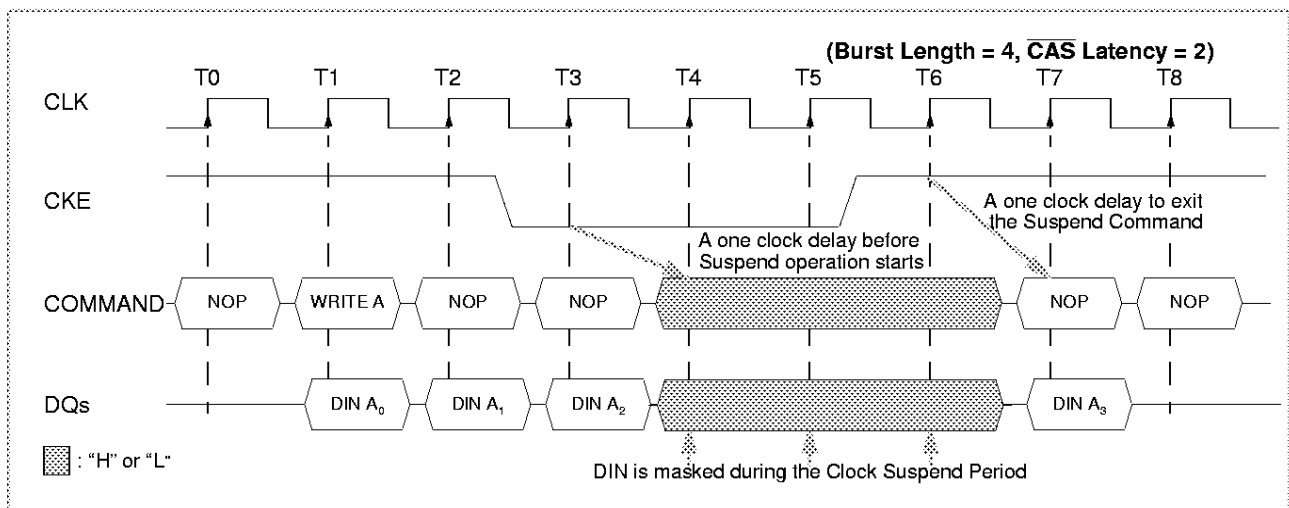 (Burst Length = 4, CAS Latency = 2)
T0 T1 T2 T3 T4 T5 T6 T7 T8
CLK
CKE
A one clock delay to exit
the Suspend Command
A one clock delay before
Suspend operation starts
COMMAND NOP WRITE A NOP NOP NOP NOP
DQs DIN A₀ DIN A₁ DIN A₂ DIN A₃
: “H” or “L”
DIN is masked during the Clock Suspend Period